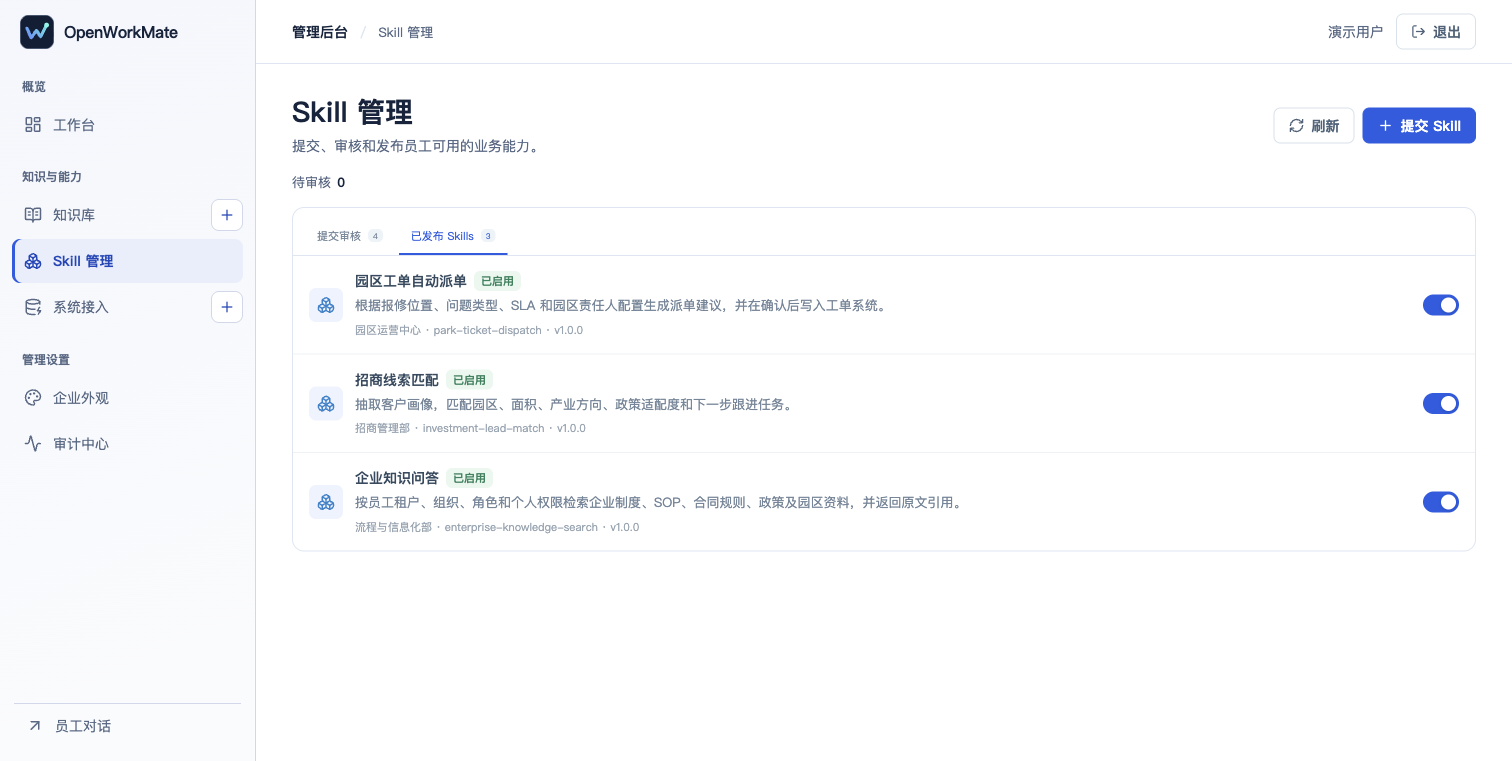 OpenWorkMate
概览
工作台
知识与能力
知识库
Skill 管理
系统接入
管理设置
企业外观
审计中心
员工对话
管理后台 / Skill 管理
演示用户
退出
Skill 管理
提交、审核和发布员工可用的业务能力。
刷新
提交 Skill
待审核 0
提交审核 4
已发布 Skills 3
园区工单自动派单 已启用
根据报修位置、问题类型、SLA 和园区责任人配置生成派单建议，并在确认后写入工单系统。
园区运营中心 · park-ticket-dispatch · v1.0.0
招商线索匹配 已启用
抽取客户画像，匹配园区、面积、产业方向、政策适配度和下一步跟进任务。
招商管理部 · investment-lead-match · v1.0.0
企业知识问答 已启用
按员工租户、组织、角色和个人权限检索企业制度、SOP、合同规则、政策及园区资料，并返回原文引用。
流程与信息化部 · enterprise-knowledge-search · v1.0.0